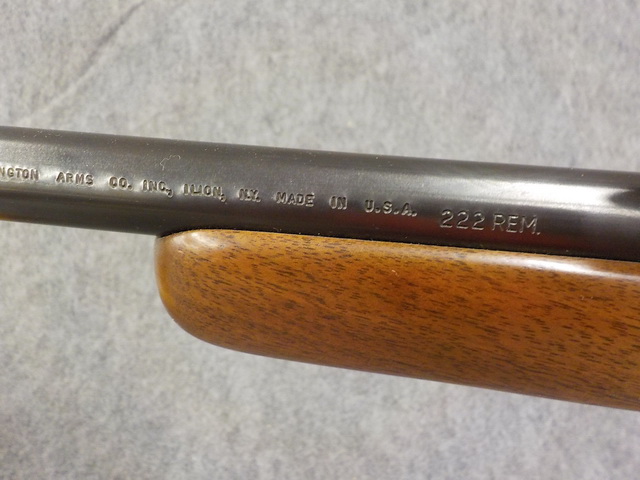 NGTON ARMS CO. INC, ILION, N.Y. MADE IN U.S.A. 222 REM.